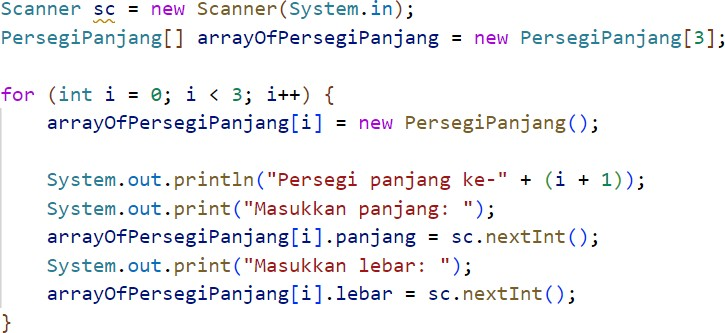 Scanner sc = new Scanner(System.in);
PersegiPanjang[] arrayOfPersegiPanjang = new PersegiPanjang[3];
for (int i = 0; i < 3; i++) {
arrayOfPersegiPanjang[i] = new PersegiPanjang();
System.out.println("Persegi panjang ke-" + (i + 1));
System.out.print("Masukkan panjang: ");
arrayOfPersegiPanjang[i].panjang = sc.nextInt();
System.out.print("Masukkan lebar: ");
arrayOfPersegiPanjang[i].lebar = sc.nextInt();
}